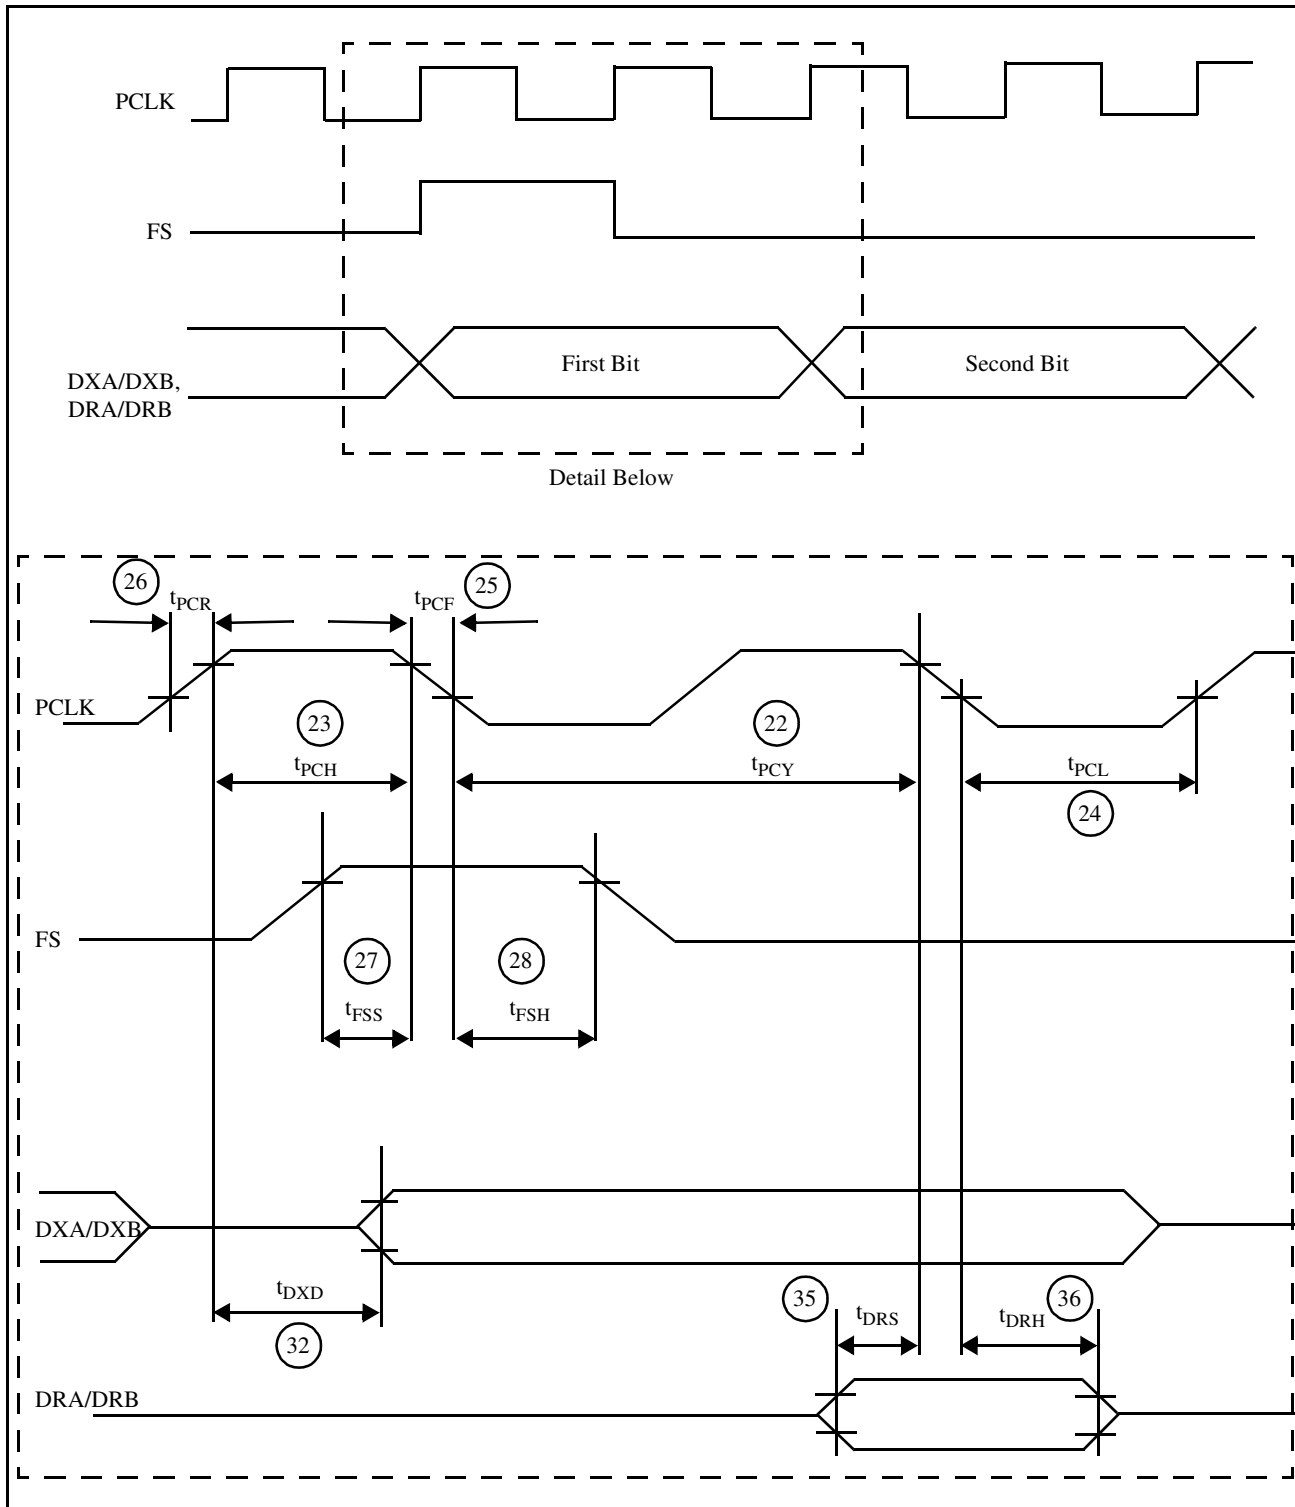 PCLK
FS
First Bit
Second Bit
DXA/DXB,
DRA/DRB
Detail Below
26
tPCR
tPCF
25
PCLK
23
tPCH
22
tPCY
tPCL
24
FS
27
tFSS
28
tFSH
DXA/DXB
tDXD
32
35
tDRS
36
tDRH
DRA/DRB